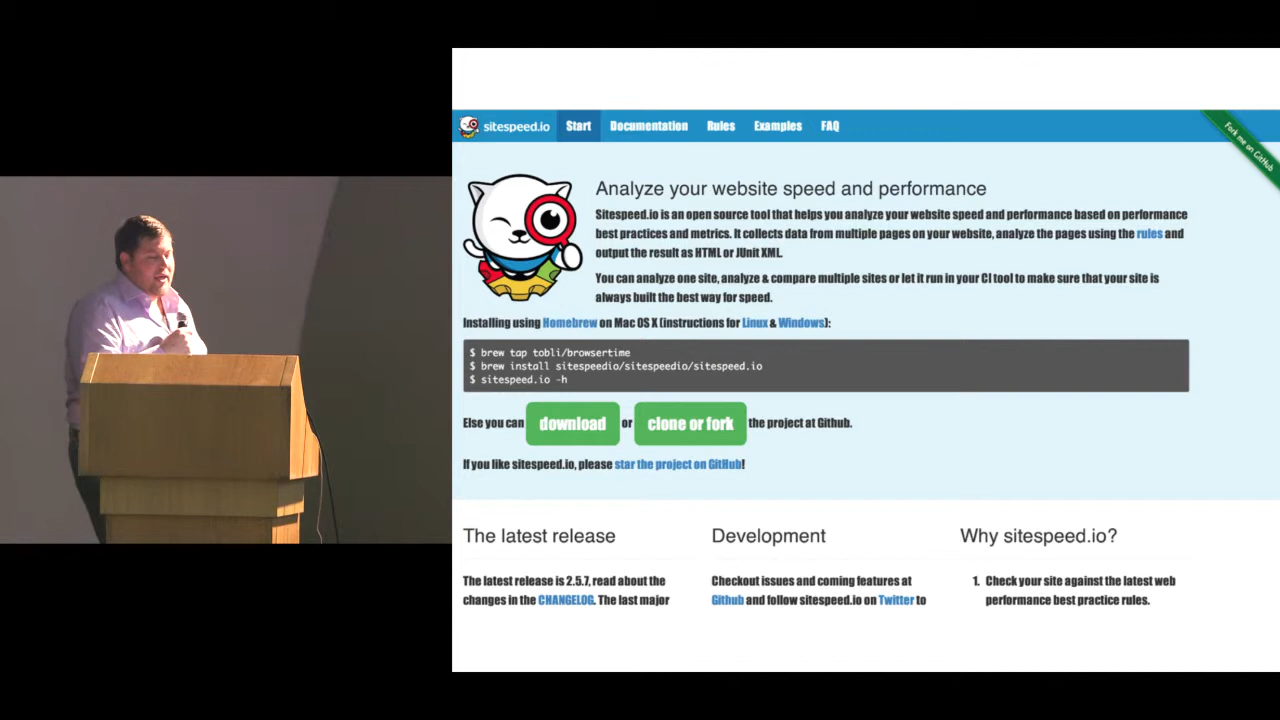 sitespeed.io Start Documentation Rules Examples FAQ
Fork me on GitHub
Analyze your website speed and performance
Sitespeed.io is an open source tool that helps you analyze your website speed and performance based on performance
best practices and metrics. It collects data from multiple pages on your website, analyze the pages using the rules and
output the result as HTML or JUnit XML.
You can analyze one site, analyze & compare multiple sites or let it run in your CI tool to make sure that your site is
always built the best way for speed.
Installing using Homebrew on Mac OS X (instructions for Linux & Windows):
$ brew tap tobli/browsertime
$ brew install sitespeedio/sitespeedio/sitespeed.io
$ sitespeed.io -h
Else you can download or clone or fork the project at Github.
If you like sitespeed.io, please star the project on GitHub!
The latest release
The latest release is 2.5.7, read about the
changes in the CHANGELOG. The last major
Development
Checkout issues and coming features at
Github and follow sitespeed.io on Twitter to
Why sitespeed.io?
1. Check your site against the latest web
performance best practice rules.